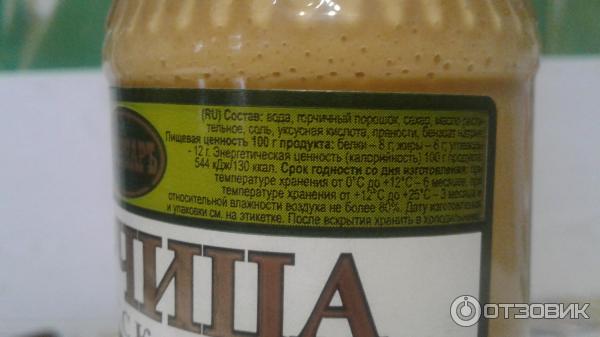 (RU) Состав: вода, горчичный порошок, сахар, масло расти-
тельное, соль, уксусная кислота, пряности, бензоат натрия
Пищевая ценность 100 г продукта: белки – 8 г; жиры – 6 г; углеводы
- 12 г. Энергетическая ценность (калорийность) 100 г продукта:
544 кДж/130 ккал. Срок годности со дня изготовления: при
температуре хранения от 0°С до +12°С – 6 месяцев, при
температуре хранения от +12°С до +25°С – 3 месяца и
относительной влажности воздуха не более 80%. Дату изготовления
и упаковки см. на этикетке. После вскрытия хранить в холодильнике
АРЪ
ЧИЦА
ОТЗОВИК